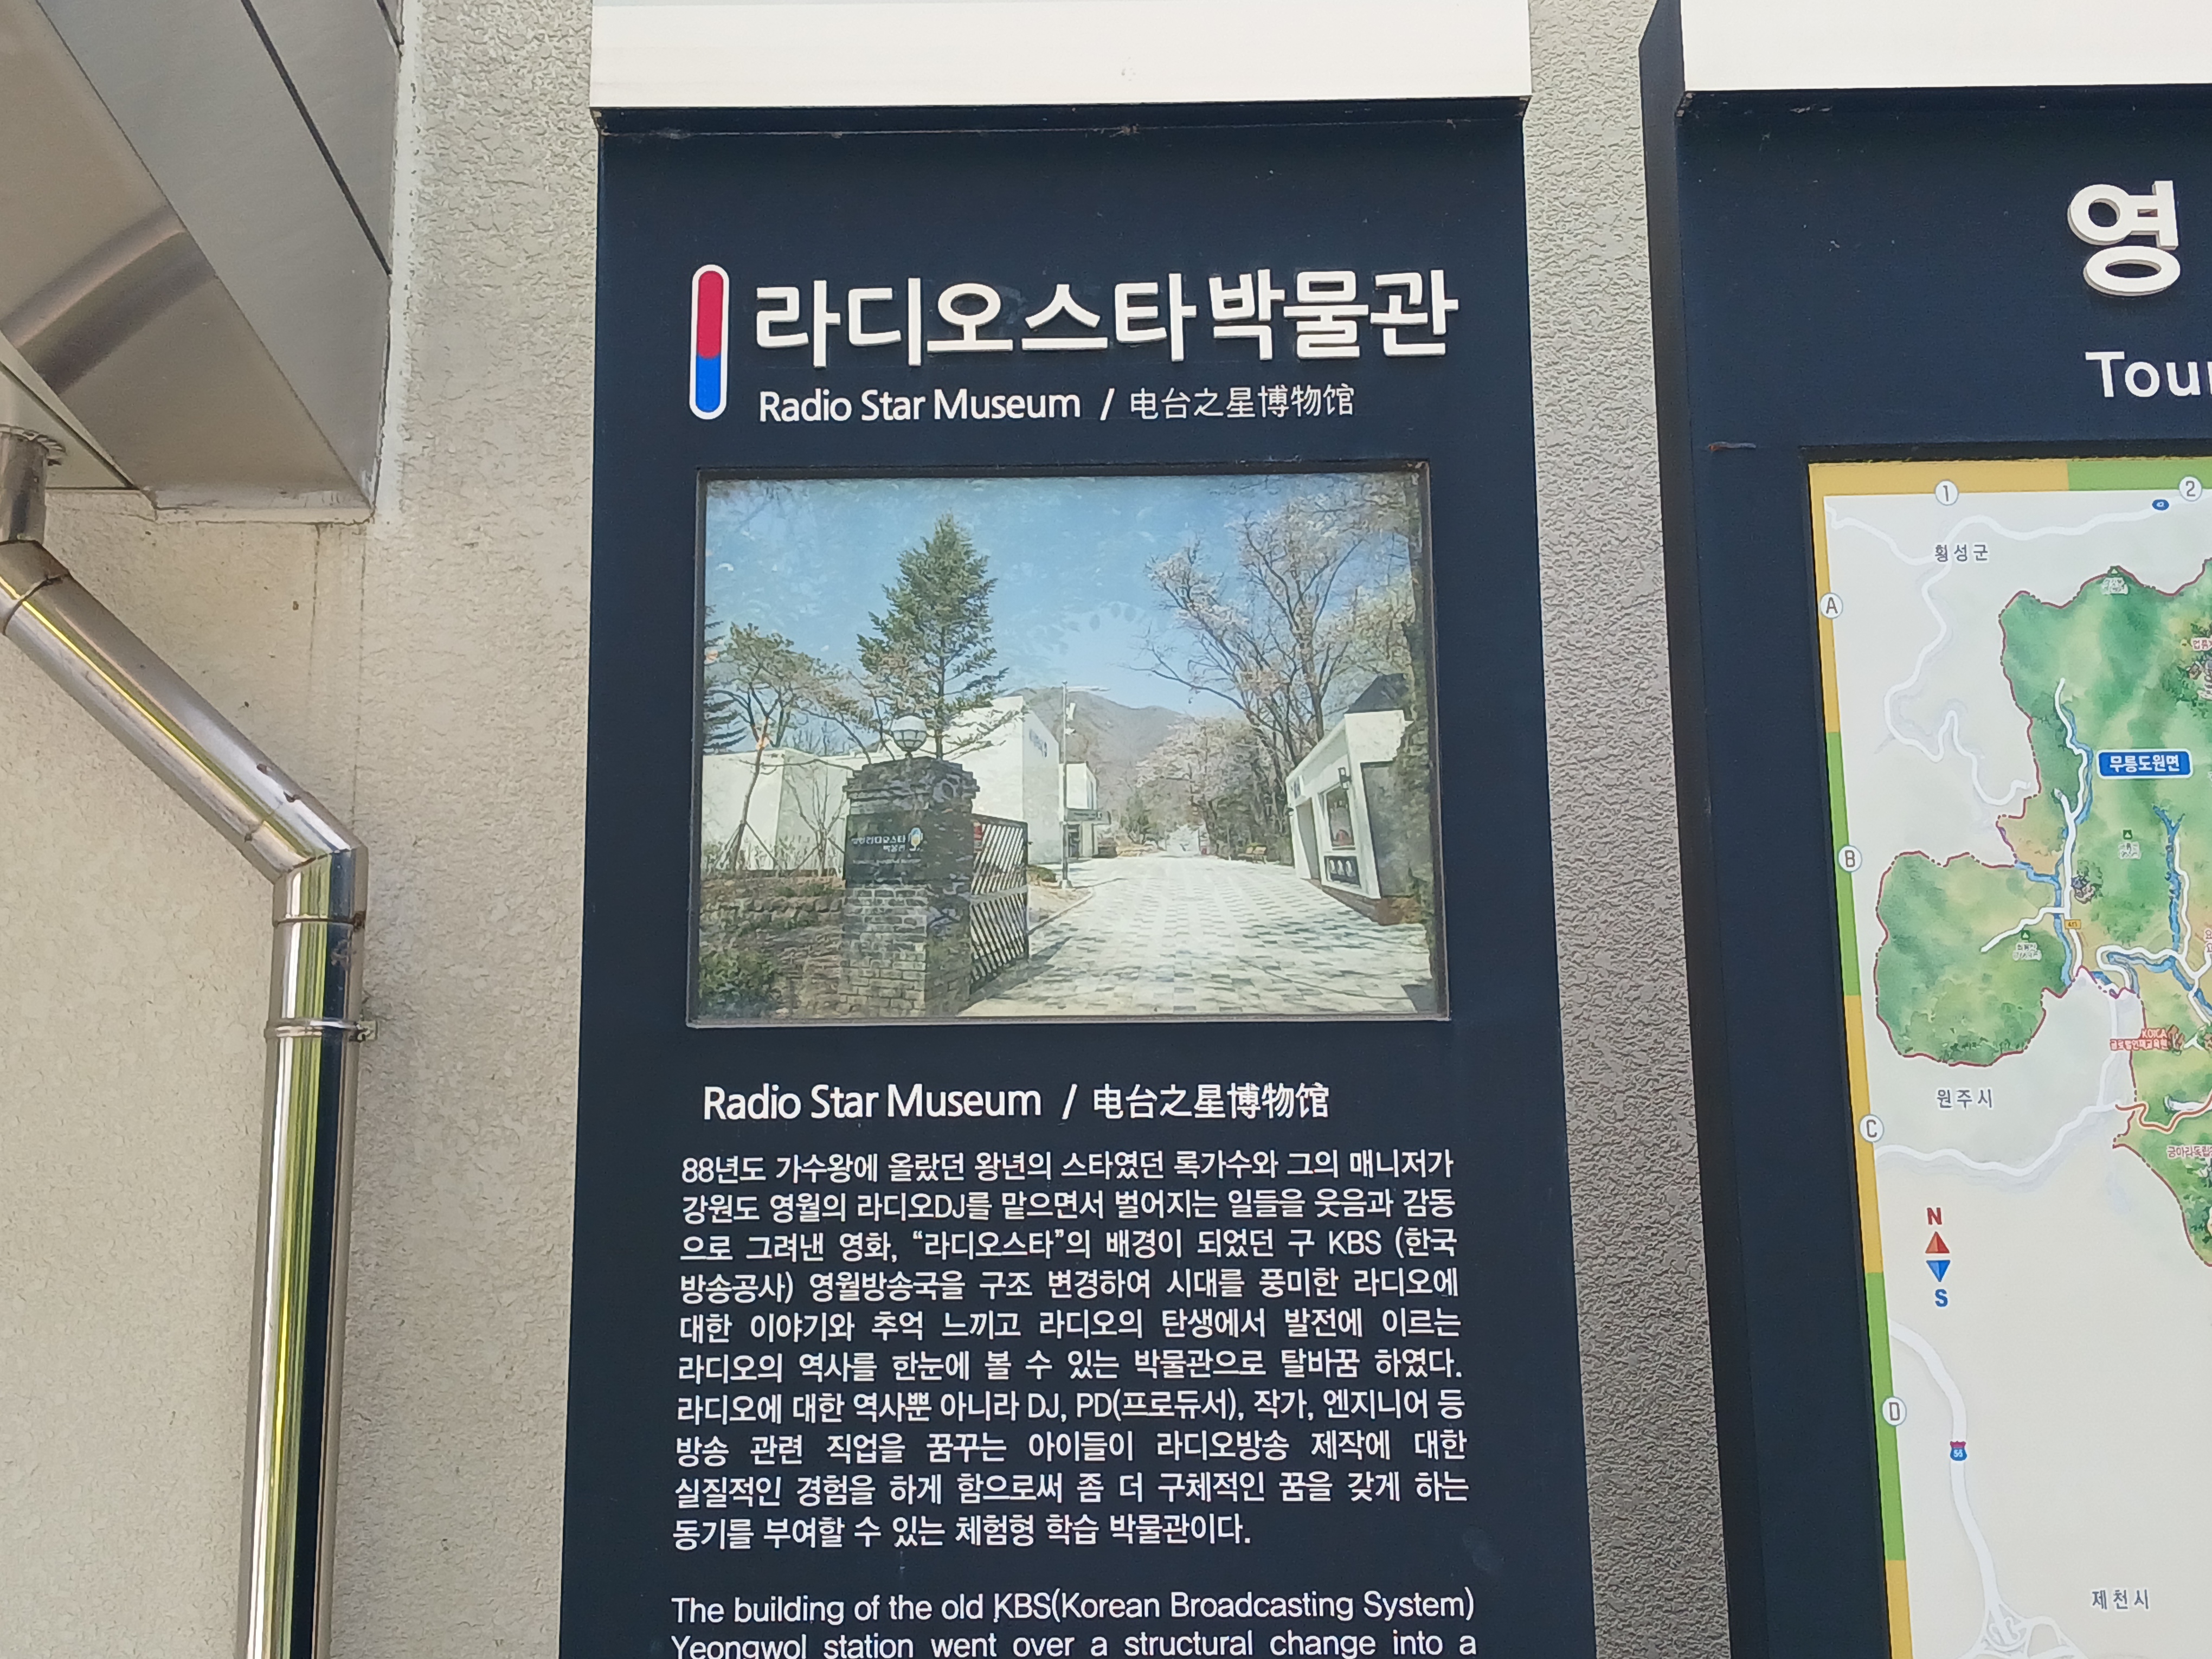 라디오스타박물관
Radio Star Museum / 电台之星博物馆
Radio Star Museum / 电台之星博物馆
88년도 가수왕에 올랐던 왕년의 스타였던 록가수와 그의 매니저가
강원도 영월의 라디오DJ를 맡으면서 벌어지는 일들을 웃음과 감동
으로 그려낸 영화, “라디오스타”의 배경이 되었던 구 KBS (한국
방송공사) 영월방송국을 구조 변경하여 시대를 풍미한 라디오에
대한 이야기와 추억 느끼고 라디오의 탄생에서 발전에 이르는
라디오의 역사를 한눈에 볼 수 있는 박물관으로 탈바꿈 하였다.
라디오에 대한 역사뿐 아니라 DJ, PD(프로듀서), 작가, 엔지니어 등
방송 관련 직업을 꿈꾸는 아이들이 라디오방송 제작에 대한
실질적인 경험을 하게 함으로써 좀 더 구체적인 꿈을 갖게 하는
동기를 부여할 수 있는 체험형 학습 박물관이다.
The building of the old KBS(Korean Broadcasting System)
Yeongwol station went over a structural change into a
영
Tour
1
2
횡성군
A
무릉도원면
B
KOICA
원주시
C
N
S
D
제천시